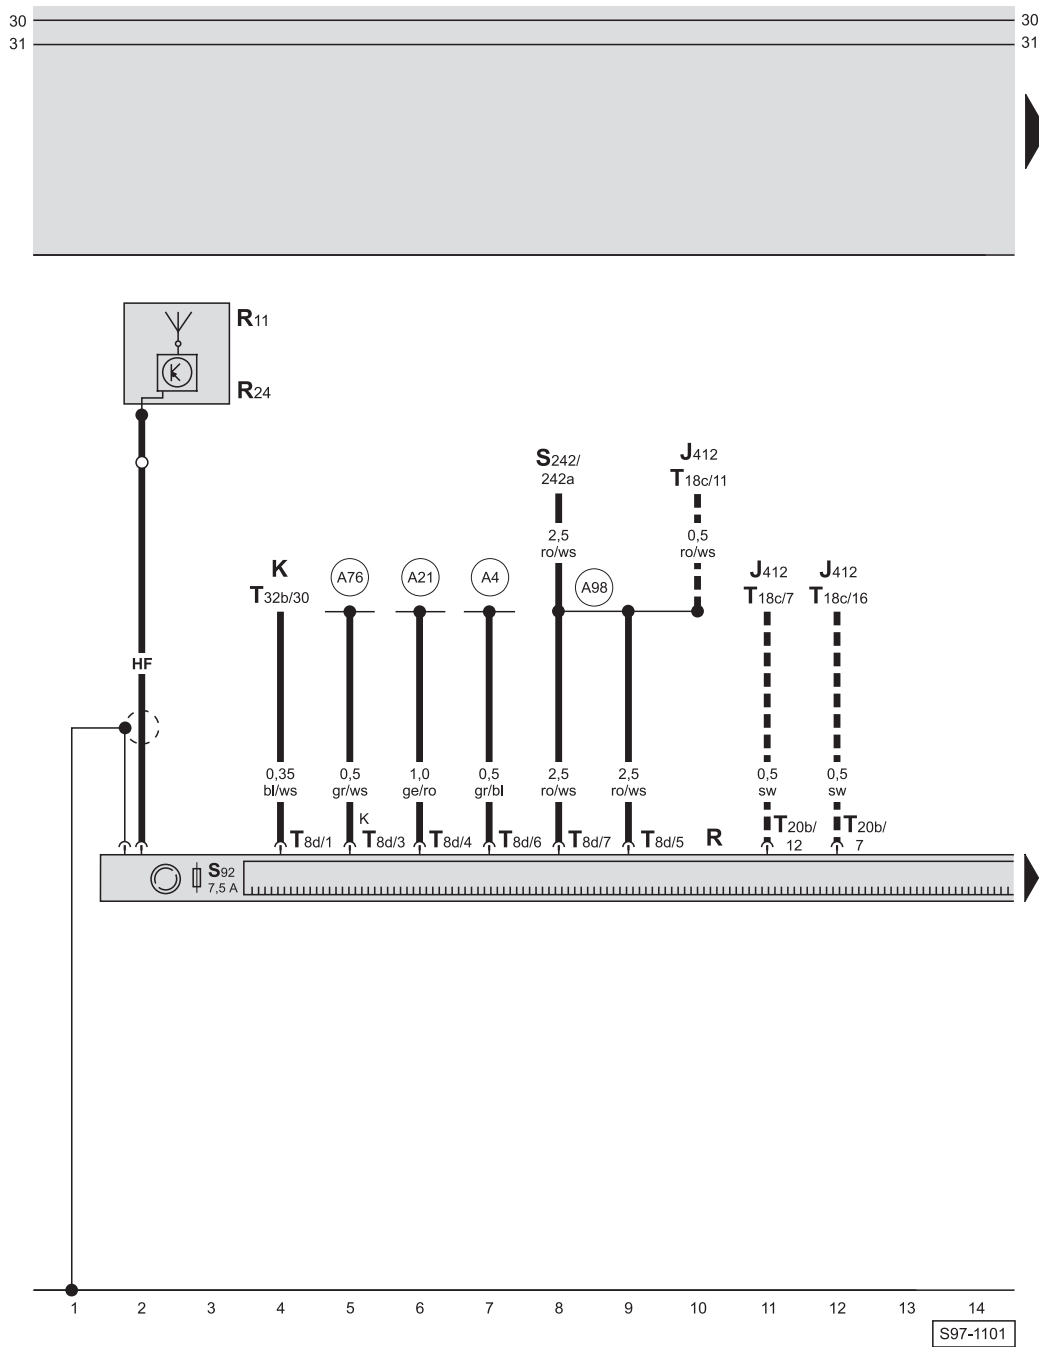 30 30
31 31
R11
R24
S242/
242a
J412
T18c/11
2,5
ro/ws
0,5
ro/ws
K
T32b/30
A76
A21
A4
A98
J412
T18c/7
J412
T18c/16
HF
0,35
bl/ws
0,5
gr/ws
1,0
ge/ro
0,5
gr/bl
2,5
ro/ws
2,5
ro/ws
0,5
sw
0,5
sw
K
T8d/1 T8d/3 T8d/4 T8d/6 T8d/7 T8d/5 R T20b/
12
T20b/
7
S92
7,5 A
1 2 3 4 5 6 7 8 9 10 11 12 13 14
S97-1101